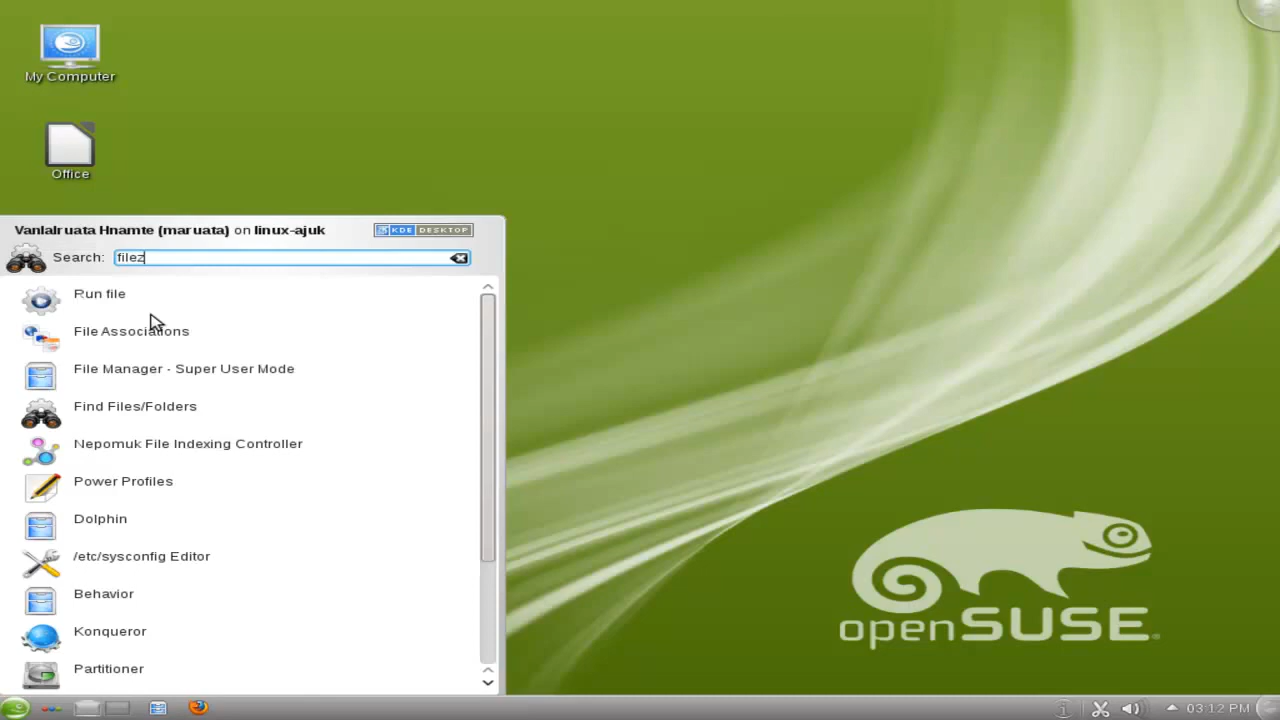 My Computer
Office
Vanlalruata Hnamte (maruata) on linux-ajuk
KDE DESKTOP
Search: filez
Run file
File Associations
File Manager - Super User Mode
Find Files/Folders
Nepomuk File Indexing Controller
Power Profiles
Dolphin
/etc/sysconfig Editor
Behavior
Konqueror
Partitioner
openSUSE
03:12 PM